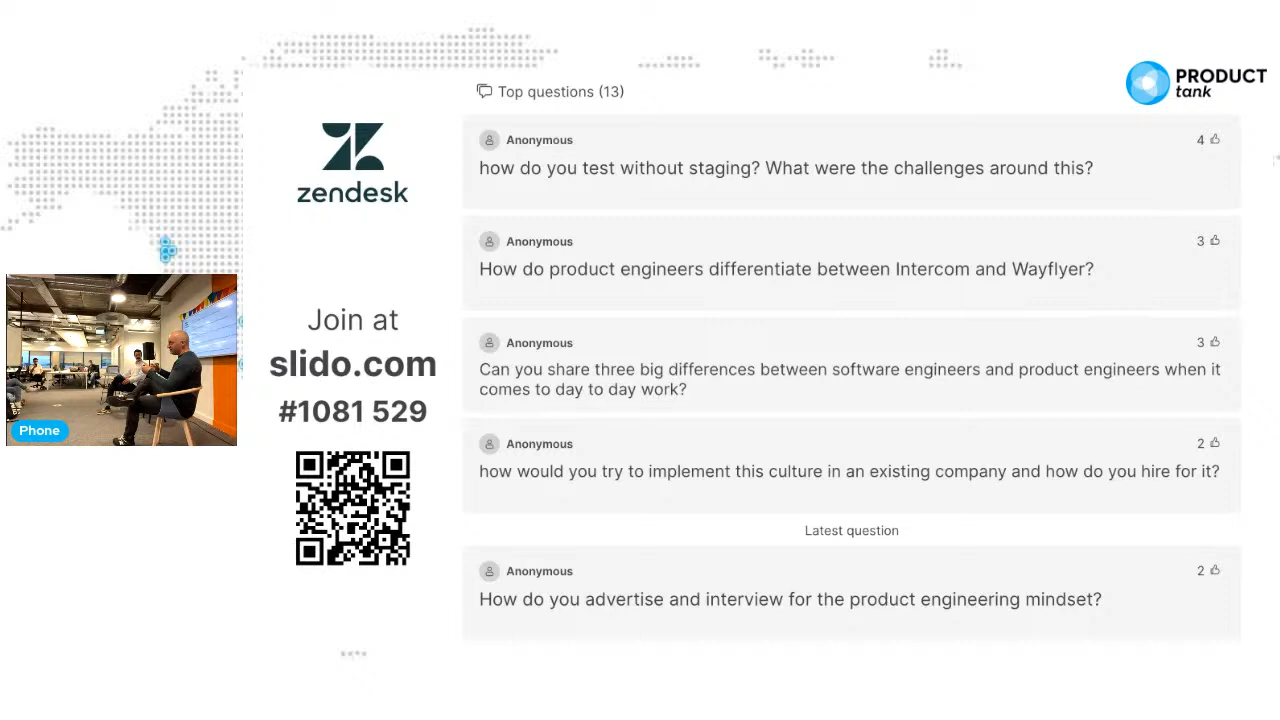 Top questions (13)
PRODUCT
tank
zendesk
Join at
slido.com
#1081 529
Phone
Anonymous
4
how do you test without staging? What were the challenges around this?
Anonymous
3
How do product engineers differentiate between Intercom and Wayflyer?
Anonymous
3
Can you share three big differences between software engineers and product engineers when it
comes to day to day work?
Anonymous
2
how would you try to implement this culture in an existing company and how do you hire for it?
Latest question
Anonymous
2
How do you advertise and interview for the product engineering mindset?